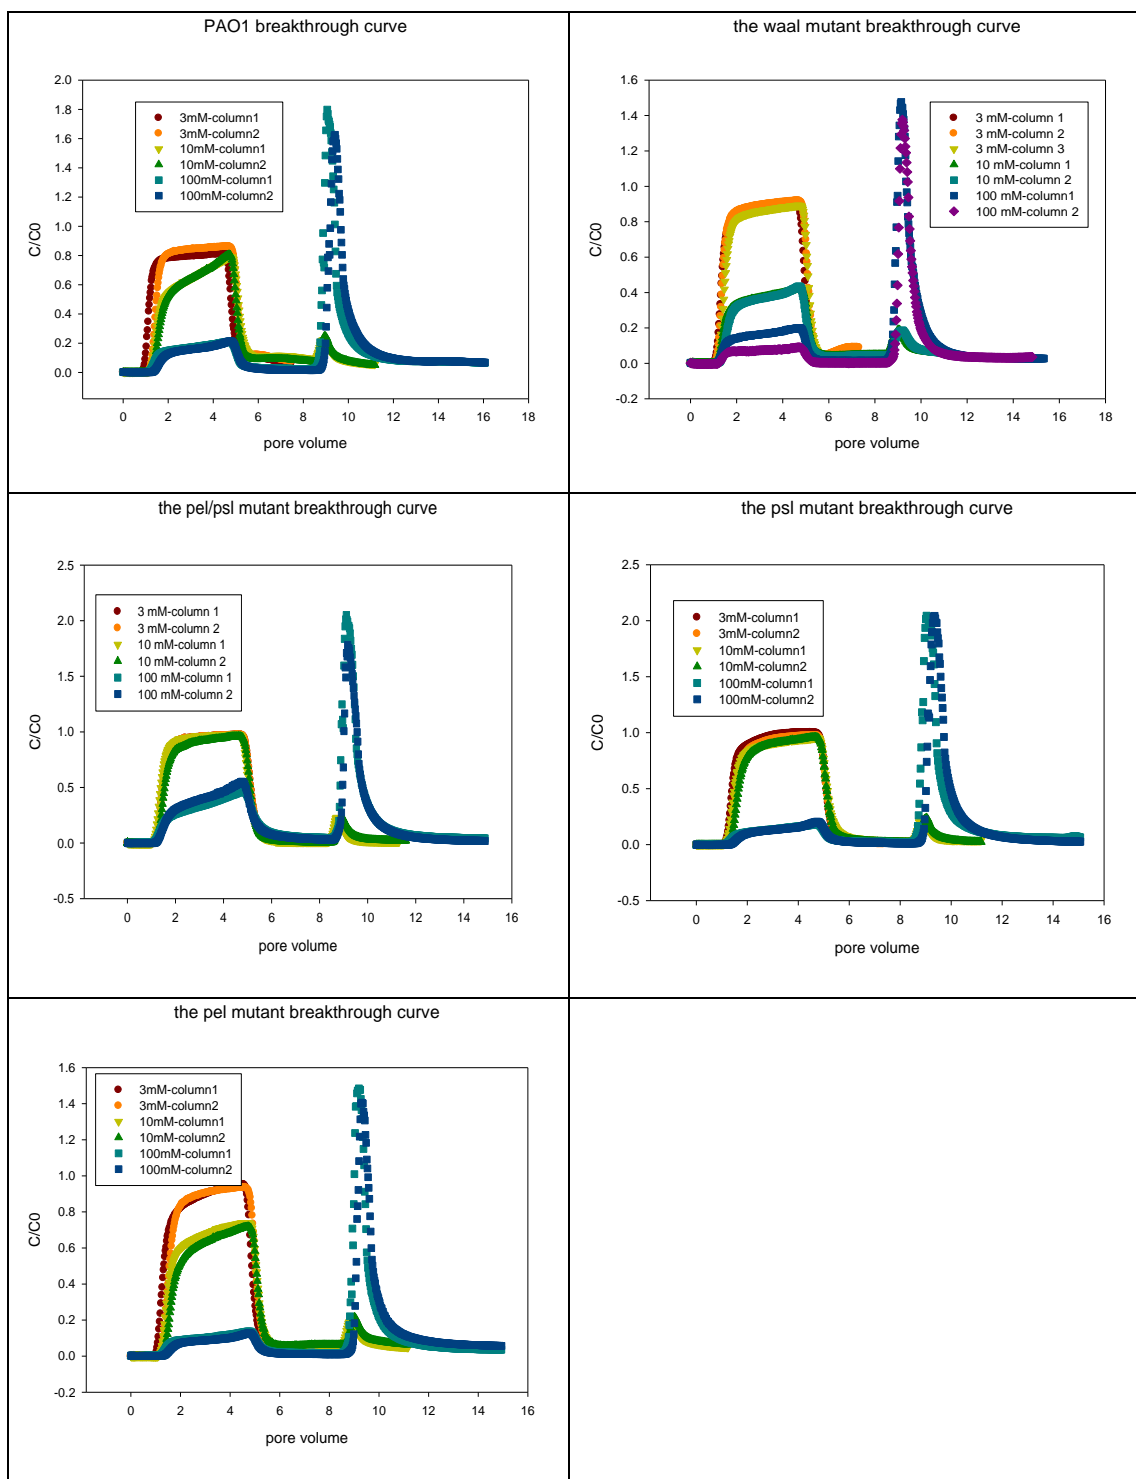 PAO1 breakthrough curve
2.0
1.8
1.6
1.4
1.2
1.0
0.8
0.6
0.4
0.2
0.0
C/C0
3mM-column1
3mM-column2
10mM-column1
10mM-column2
100mM-column1
100mM-column2
0 2 4 6 8 10 12 14 16 18
pore volume
the waal mutant breakthrough curve
1.6
1.4
1.2
1.0
0.8
0.6
0.4
0.2
0.0
-0.2
C/C0
3 mM-column 1
3 mM-column 2
3 mM-column 3
10 mM-column 1
10 mM-column 2
100 mM-column1
100 mM-column 2
0 2 4 6 8 10 12 14 16 18
pore volume
the pel/psl mutant breakthrough curve
2.5
2.0
1.5
1.0
0.5
0.0
-0.5
C/C0
3 mM-column 1
3 mM-column 2
10 mM-column 1
10 mM-column 2
100 mM-column 1
100 mM-column 2
0 2 4 6 8 10 12 14 16
pore volume
the psl mutant breakthrough curve
2.5
2.0
1.5
1.0
0.5
0.0
-0.5
C/C0
3mM-column1
3mM-column2
10mM-column1
10mM-column2
100mM-column1
100mM-column2
0 2 4 6 8 10 12 14 16
pore volume
the pel mutant breakthrough curve
1.6
1.4
1.2
1.0
0.8
0.6
0.4
0.2
0.0
-0.2
C/C0
3mM-column1
3mM-column2
10mM-column1
10mM-column2
100mM-column1
100mM-column2
0 2 4 6 8 10 12 14 16
pore volume